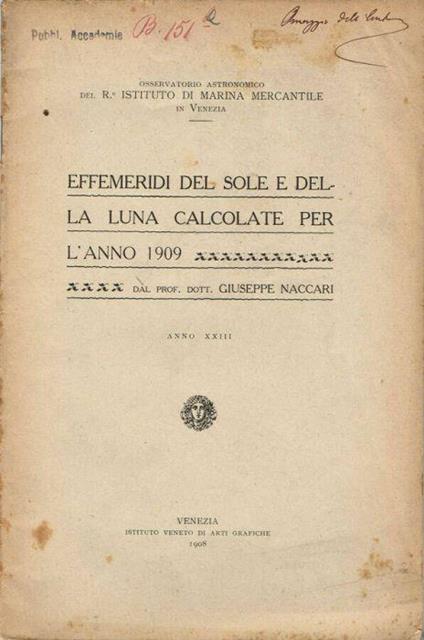 Pubbl. Accademie
B. 151
Omaggio dell'
OSSERVATORIO ASTRONOMICO
DEL R.º ISTITUTO DI MARINA MERCANTILE
IN VENEZIA
EFFEMERIDI DEL SOLE E DEL-
LA LUNA CALCOLATE PER
L'ANNO 1909
DAL PROF. DOTT. GIUSEPPE NACCARI
ANNO XXIII
VENEZIA
ISTITUTO VENETO DI ARTI GRAFICHE
1908